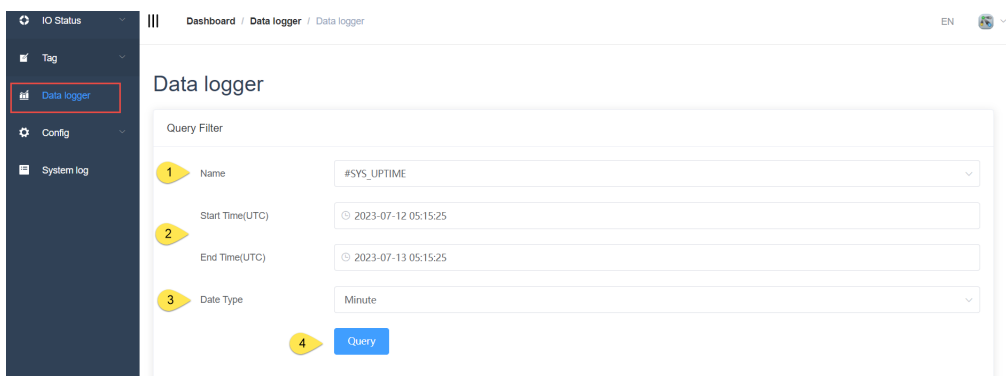 IO Status
Tag
Data logger
Config
System log
Dashboard / Data logger / Data logger
EN
Data logger
Query Filter
1 Name #SYS_UPTIME
Start Time(UTC) 2023-07-12 05:15:25
2
End Time(UTC) 2023-07-13 05:15:25
3 Date Type Minute
4 Query